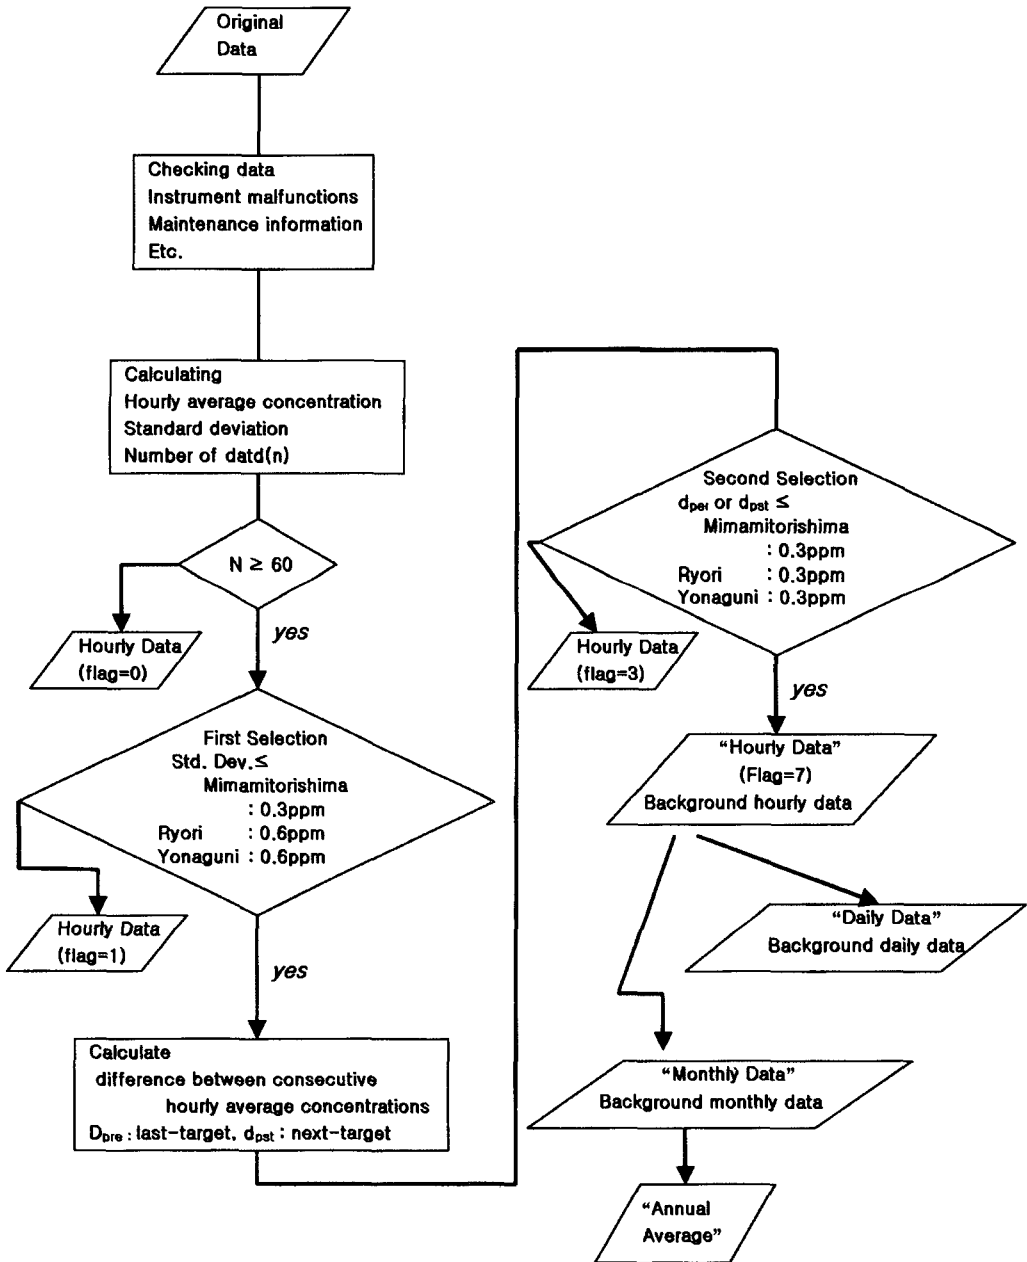 Original
Data
Checking data
Instrument malfunctions
Maintenance information
Etc.
Calculating
Hourly average concentration
Standard deviation
Number of datd(n)
N ≥ 60
yes
Hourly Data
(flag=0)
First Selection
Std. Dev.≤
Mimamitorishima
: 0.3ppm
Ryori : 0.6ppm
Yonaguni : 0.6ppm
Hourly Data
(flag=1)
yes
Calculate
difference between consecutive
hourly average concentrations
Dpre : last-target, dpst : next-target
Second Selection
dper or dpst ≤
Mimamitorishima
: 0.3ppm
Ryori : 0.3ppm
Yonaguni : 0.3ppm
Hourly Data
(flag=3)
yes
“Hourly Data”
(Flag=7)
Background hourly data
“Daily Data”
Background daily data
“Monthly Data”
Background monthly data
“Annual
Average”